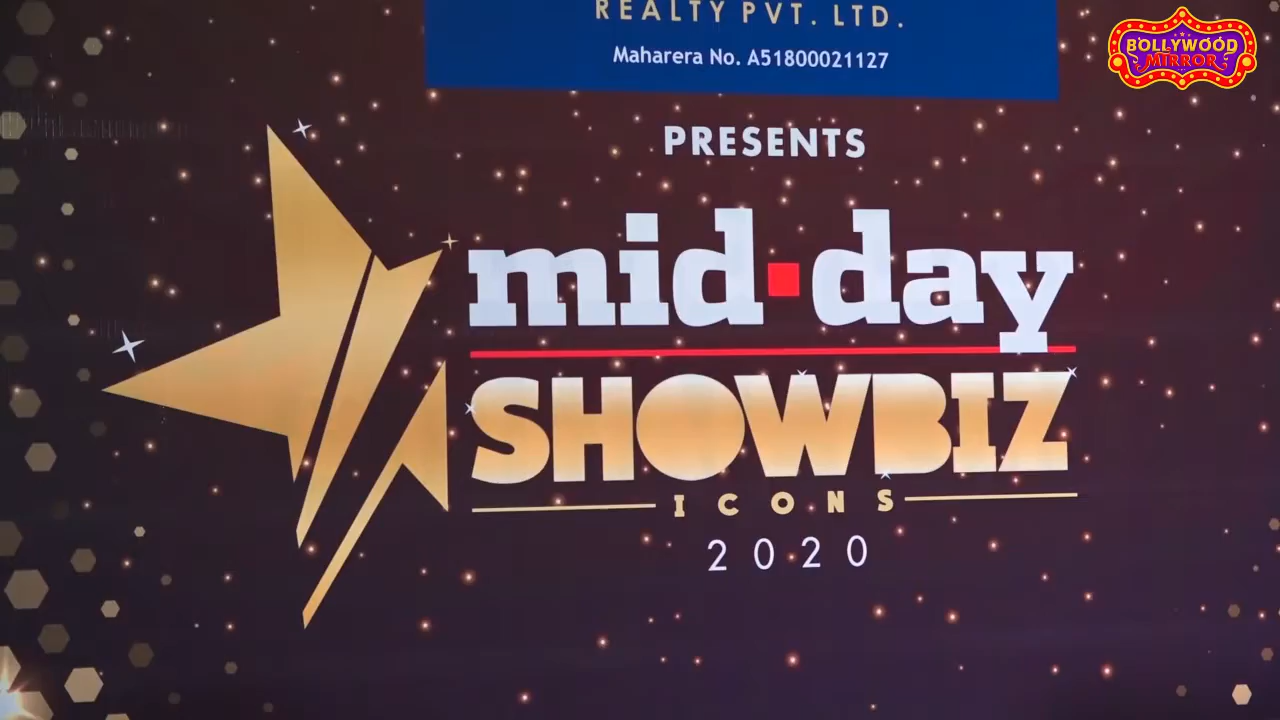 REALTY PVT. LTD.
Maharera No. A51800021127
BOLLYWOOD
MIRROR
PRESENTS
mid-day
SHOWBIZ
ICONS
2020